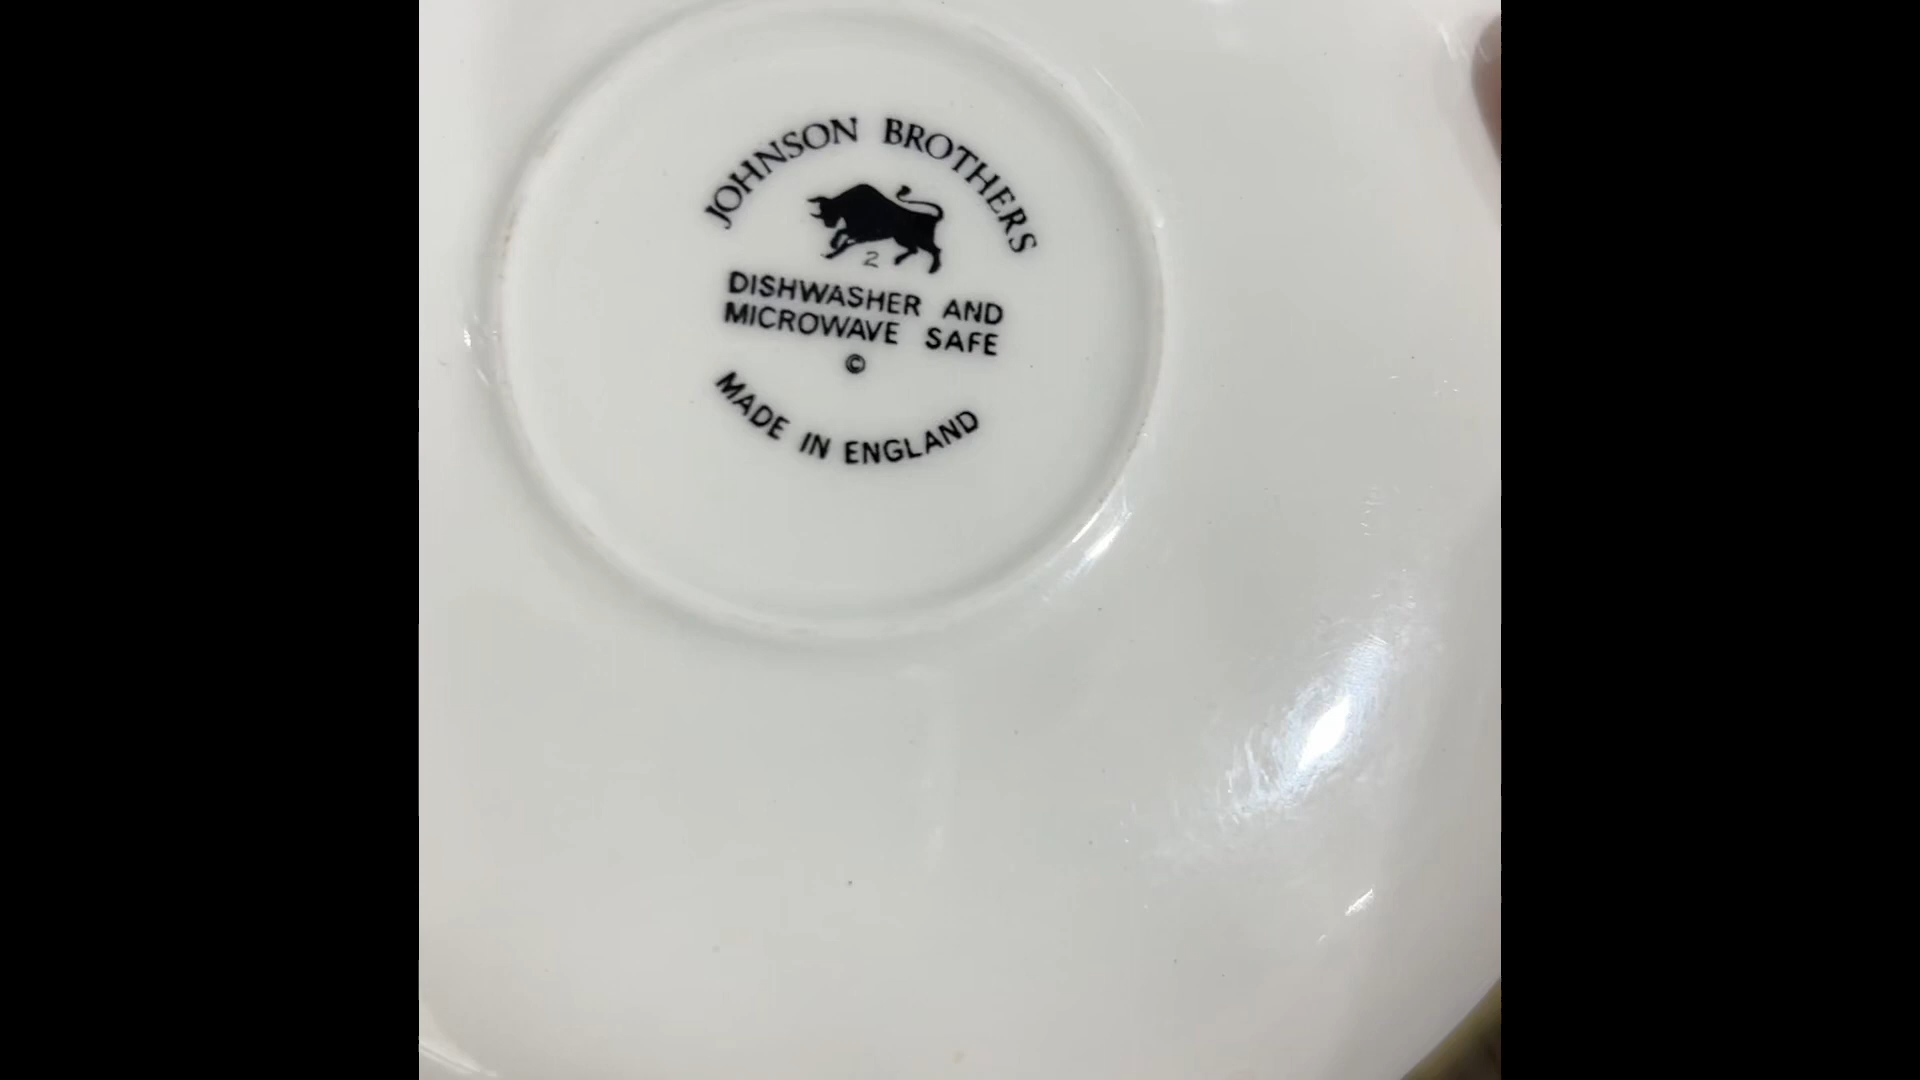 JOHNSON BROTHERS
2
DISHWASHER AND
MICROWAVE SAFE
©
MADE IN ENGLAND